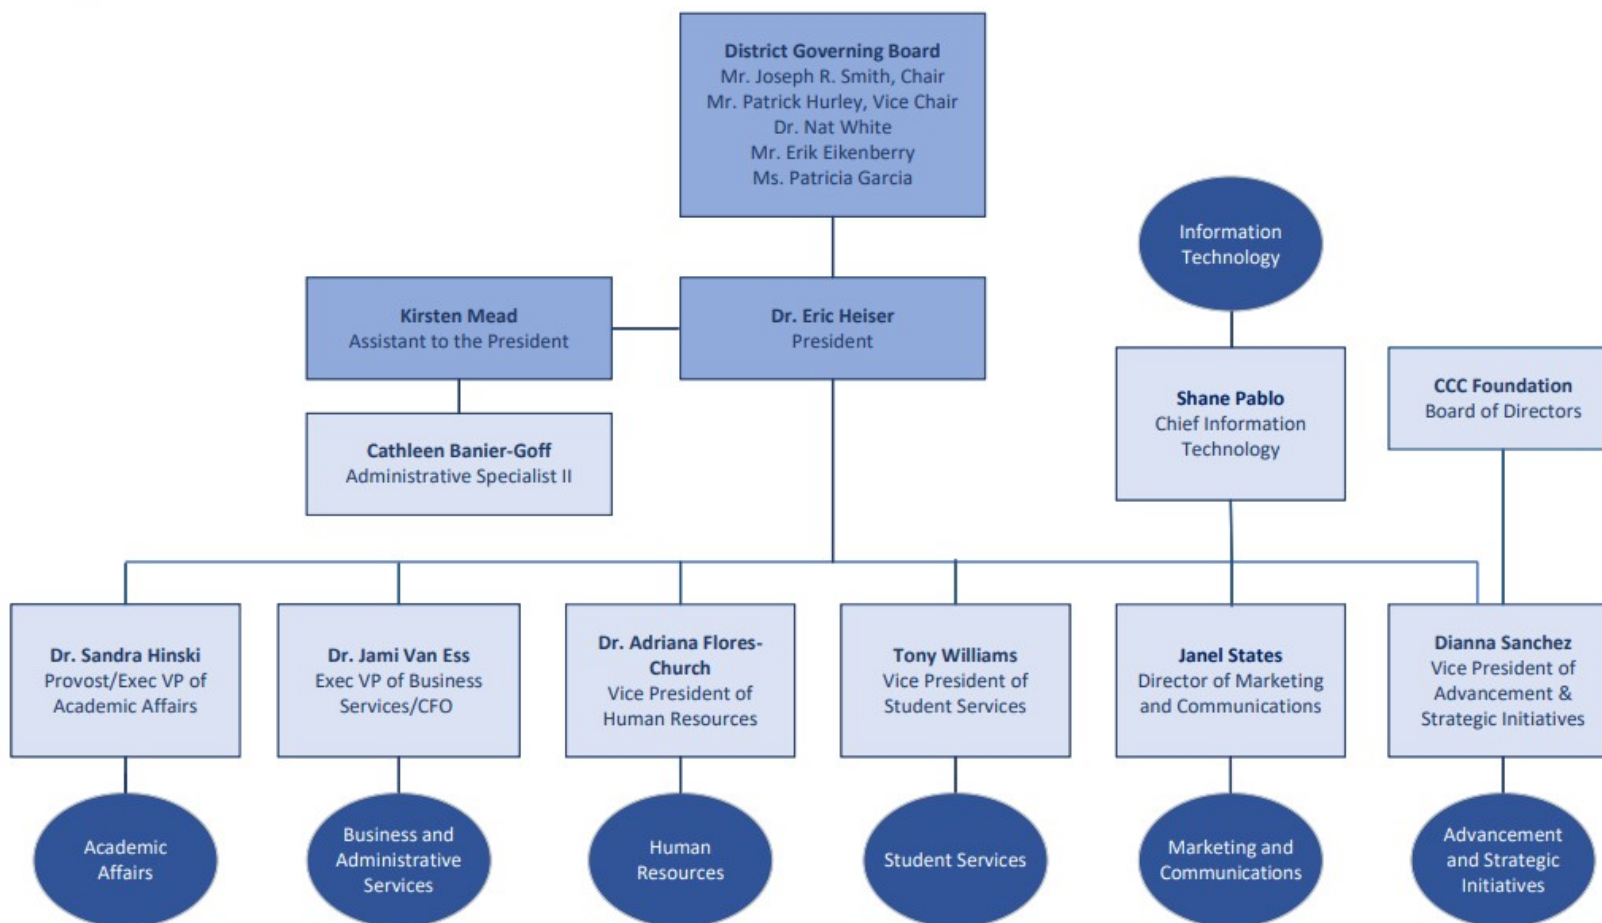 District Governing Board
Mr. Joseph R. Smith, Chair
Mr. Patrick Hurley, Vice Chair
Dr. Nat White
Mr. Erik Eikenberry
Ms. Patricia Garcia
Information
Technology
Kirsten Mead
Assistant to the President
Dr. Eric Heiser
President
Shane Pablo
Chief Information
Technology
CCC Foundation
Board of Directors
Cathleen Banier-Goff
Administrative Specialist II
Dr. Sandra Hinski
Provost/Exec VP of
Academic Affairs
Dr. Jami Van Ess
Exec VP of Business
Services/CFO
Dr. Adriana Flores-
Church
Vice President of
Human Resources
Tony Williams
Vice President of
Student Services
Janel States
Director of Marketing
and Communications
Dianna Sanchez
Vice President of
Advancement &
Strategic Initiatives
Academic
Affairs
Business and
Administrative
Services
Human
Resources
Student Services
Marketing and
Communications
Advancement
and Strategic
Initiatives